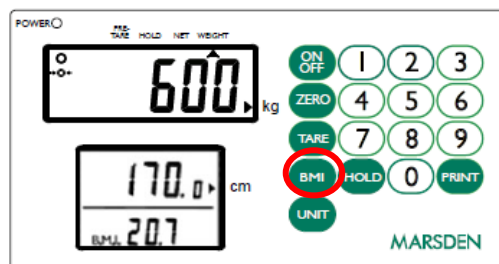 POWER
PRE-TARE HOLD NET WEIGHT
600 kg
170.0 cm
B.M.I. 20.7
ON OFF 1 2 3
ZERO 4 5 6
TARE 7 8 9
BMI HOLD 0 PRINT
UNIT
MARSDEN